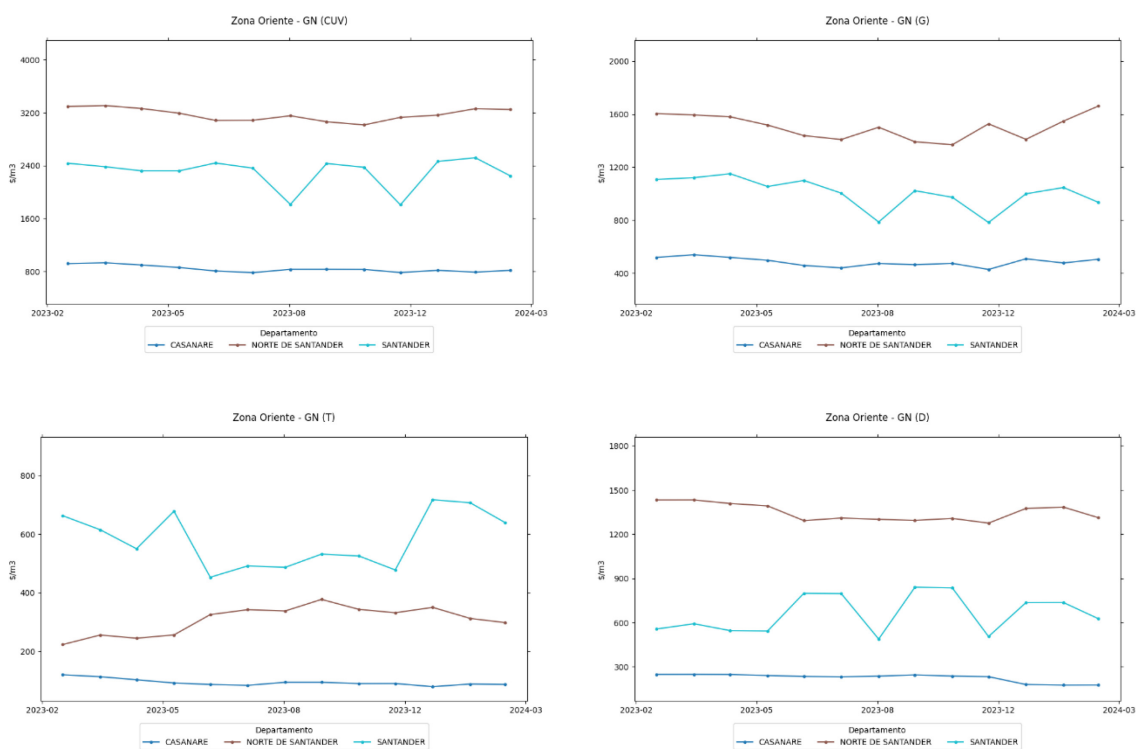 Zona Oriente - GN (CUV)
4000
3200
2400
1600
800
$/m3
2023-02 2023-05 2023-08 2023-12 2024-03
Departamento
CASANARE NORTE DE SANTANDER SANTANDER
Zona Oriente - GN (G)
2000
1600
1200
800
400
$/m3
2023-02 2023-05 2023-08 2023-12 2024-03
Departamento
CASANARE NORTE DE SANTANDER SANTANDER
Zona Oriente - GN (T)
800
600
400
200
$/m3
2023-02 2023-05 2023-08 2023-12 2024-03
Departamento
CASANARE NORTE DE SANTANDER SANTANDER
Zona Oriente - GN (D)
1800
1500
1200
900
600
300
$/m3
2023-02 2023-05 2023-08 2023-12 2024-03
Departamento
CASANARE NORTE DE SANTANDER SANTANDER